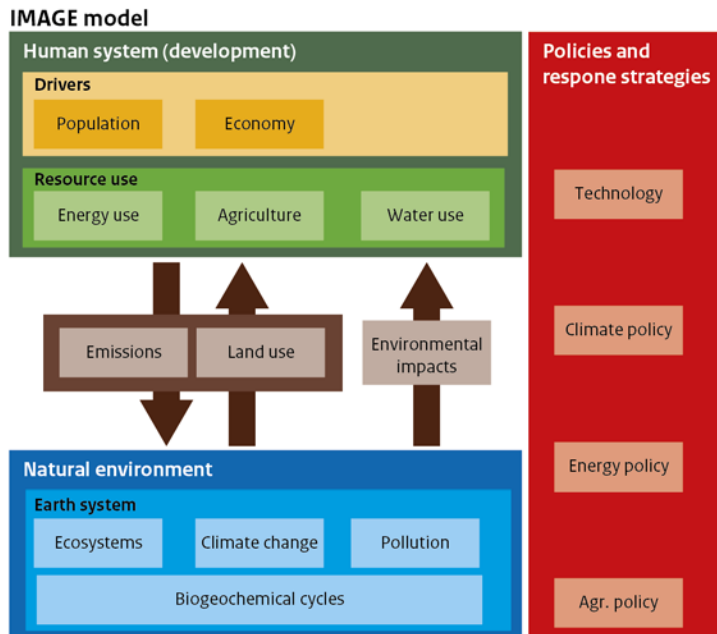 IMAGE model
Human system (development)
Drivers
Population
Economy
Resource use
Energy use
Agriculture
Water use
Emissions
Land use
Environmental
impacts
Natural environment
Earth system
Ecosystems
Climate change
Pollution
Biogeochemical cycles
Policies and
respone strategies
Technology
Climate policy
Energy policy
Agr. policy